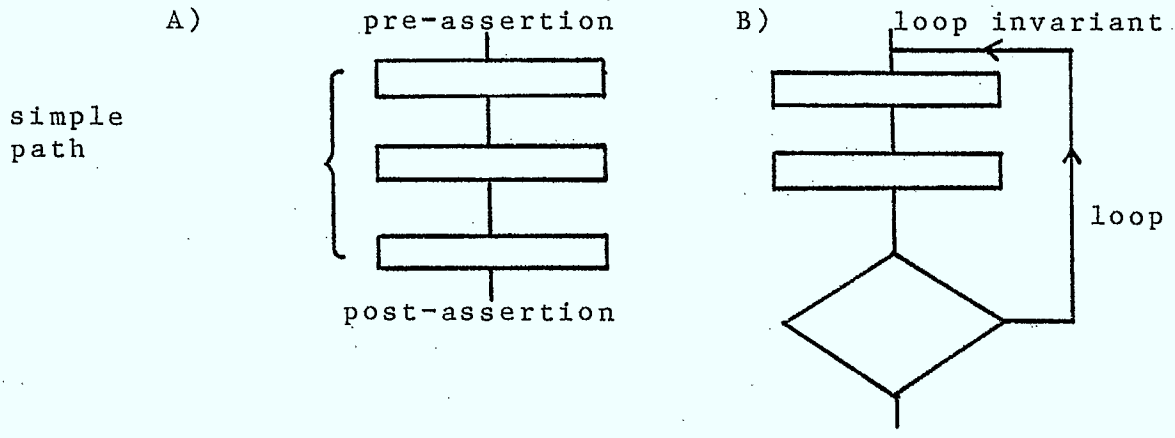 A)
pre-assertion
simple
path
post-assertion
B)
loop invariant
loop